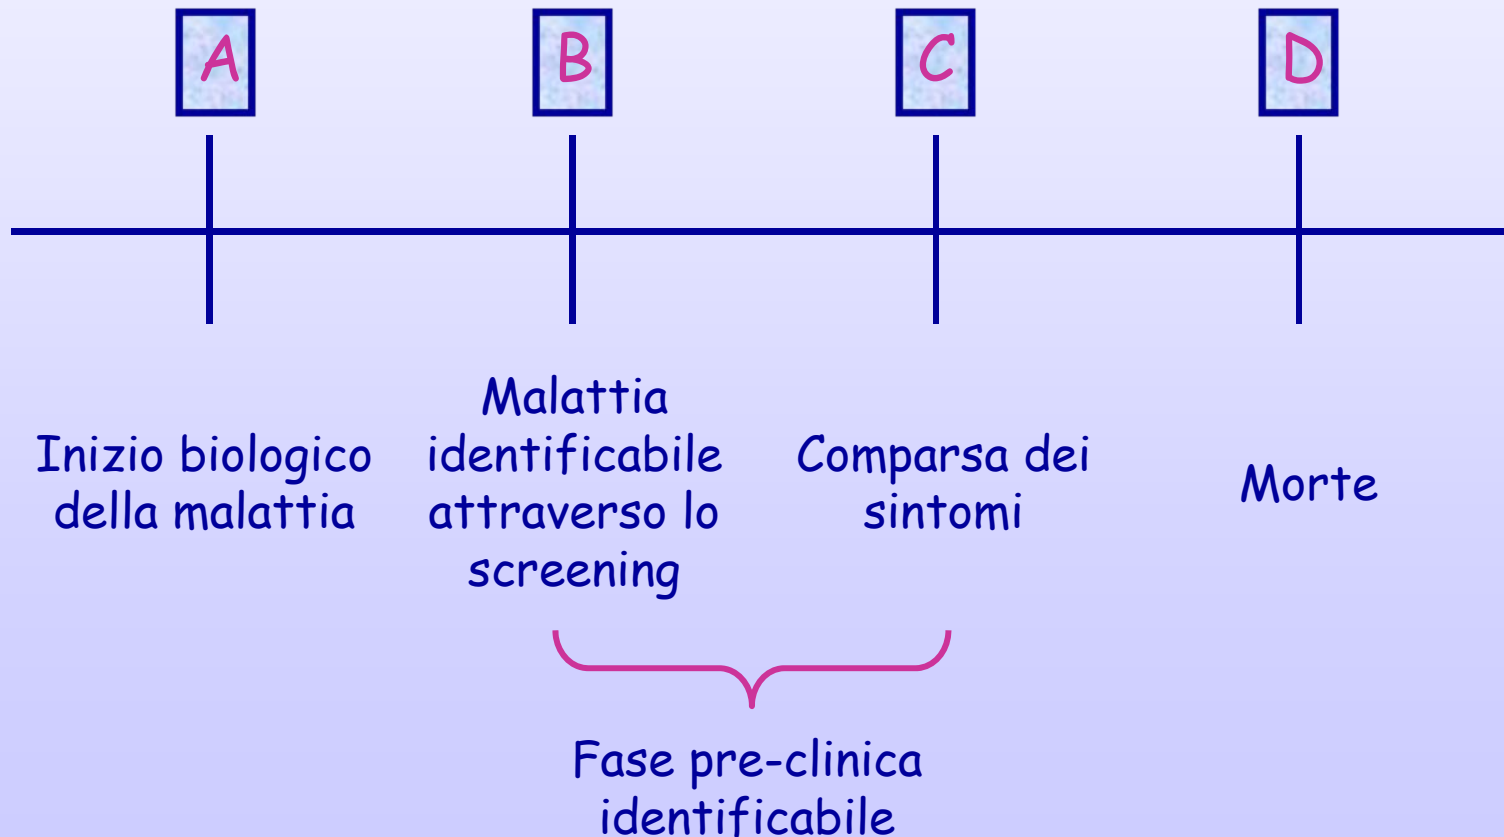 A
B
C
D
Inizio biologico
della malattia
Malattia
identificabile
attraverso lo
screening
Comparsa dei
sintomi
Morte
Fase pre-clinica
identificabile